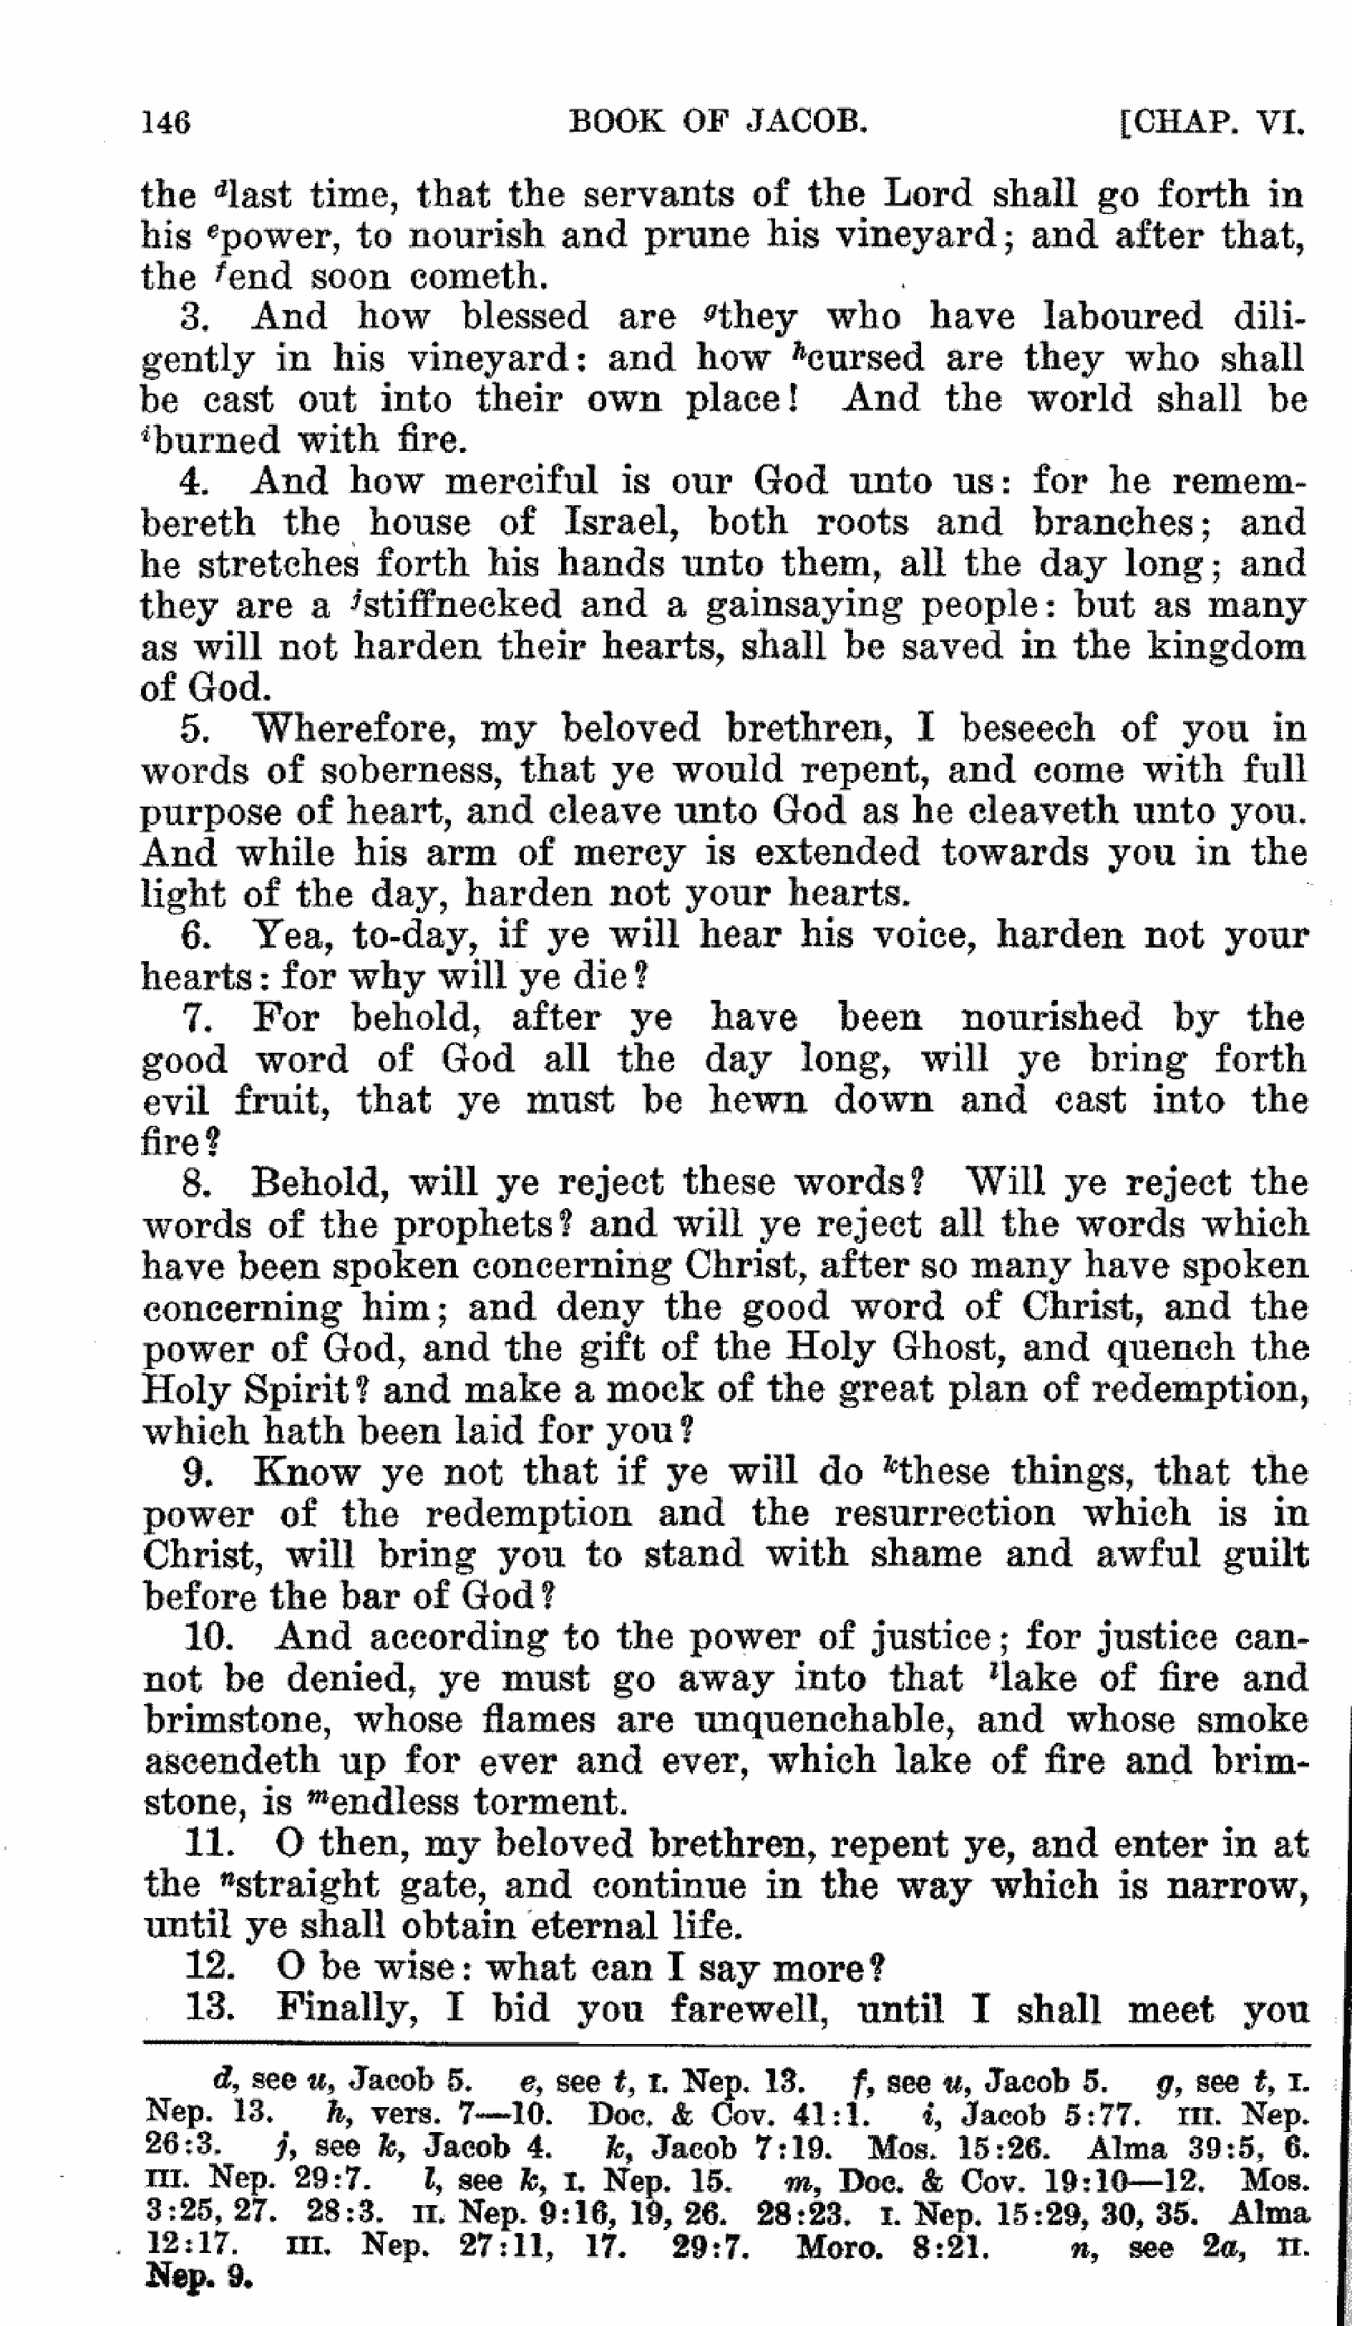 146 BOOK OF JACOB. [CHAP. VI.
the dlast time, that the servants of the Lord shall go forth in
his epower, to nourish and prune his vineyard; and after that,
the fend soon cometh.
3. And how blessed are gthey who have laboured dili-
gently in his vineyard: and how hcursed are they who shall
be cast out into their own place! And the world shall be
iburned with fire.
4. And how merciful is our God unto us: for he remem-
bereth the house of Israel, both roots and branches; and
he stretches forth his hands unto them, all the day long; and
they are a jstiffnecked and a gainsaying people: but as many
as will not harden their hearts, shall be saved in the kingdom
of God.
5. Wherefore, my beloved brethren, I beseech of you in
words of soberness, that ye would repent, and come with full
purpose of heart, and cleave unto God as he cleaveth unto you.
And while his arm of mercy is extended towards you in the
light of the day, harden not your hearts.
6. Yea, to-day, if ye will hear his voice, harden not your
hearts: for why will ye die?
7. For behold, after ye have been nourished by the
good word of God all the day long, will ye bring forth
evil fruit, that ye must be hewn down and cast into the
fire?
8. Behold, will ye reject these words? Will ye reject the
words of the prophets? and will ye reject all the words which
have been spoken concerning Christ, after so many have spoken
concerning him; and deny the good word of Christ, and the
power of God, and the gift of the Holy Ghost, and quench the
Holy Spirit? and make a mock of the great plan of redemption,
which hath been laid for you?
9. Know ye not that if ye will do kthese things, that the
power of the redemption and the resurrection which is in
Christ, will bring you to stand with shame and awful guilt
before the bar of God?
10. And according to the power of justice; for justice can-
not be denied, ye must go away into that llake of fire and
brimstone, whose flames are unquenchable, and whose smoke
ascendeth up for ever and ever, which lake of fire and brim-
stone, is mendless torment.
11. O then, my beloved brethren, repent ye, and enter in at
the nstraight gate, and continue in the way which is narrow,
until ye shall obtain eternal life.
12. O be wise: what can I say more?
13. Finally, I bid you farewell, until I shall meet you
d, see u, Jacob 5. e, see t, I. Nep. 13. f, see u, Jacob 5. g, see t, I.
Nep. 13. h, vers. 7—10. Doc. & Cov. 41:1. i, Jacob 5:77. III. Nep.
26:3. j, see k, Jacob 4. k, Jacob 7:19. Mos. 15:26. Alma 39:5, 6.
III. Nep. 29:7. l, see k, I. Nep. 15. m, Doc. & Cov. 19:10—12. Mos.
3:25, 27. 28:3. II. Nep. 9:16, 19, 26. 28:23. I. Nep. 15:29, 30, 35. Alma
12:17. III. Nep. 27:11, 17. 29:7. Moro. 8:21. n, see 2a, II.
Nep. 9.